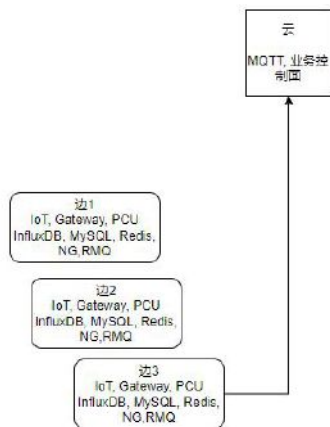 云
MQTT, 业务控
制面
边1
IoT, Gateway, PCU
InfluxDB, MySQL, Redis,
NG,RMQ
边2
IoT, Gateway, PCU
InfluxDB, MySQL, Redis,
NG,RMQ
边3
IoT, Gateway, PCU
InfluxDB, MySQL, Redis,
NG,RMQ